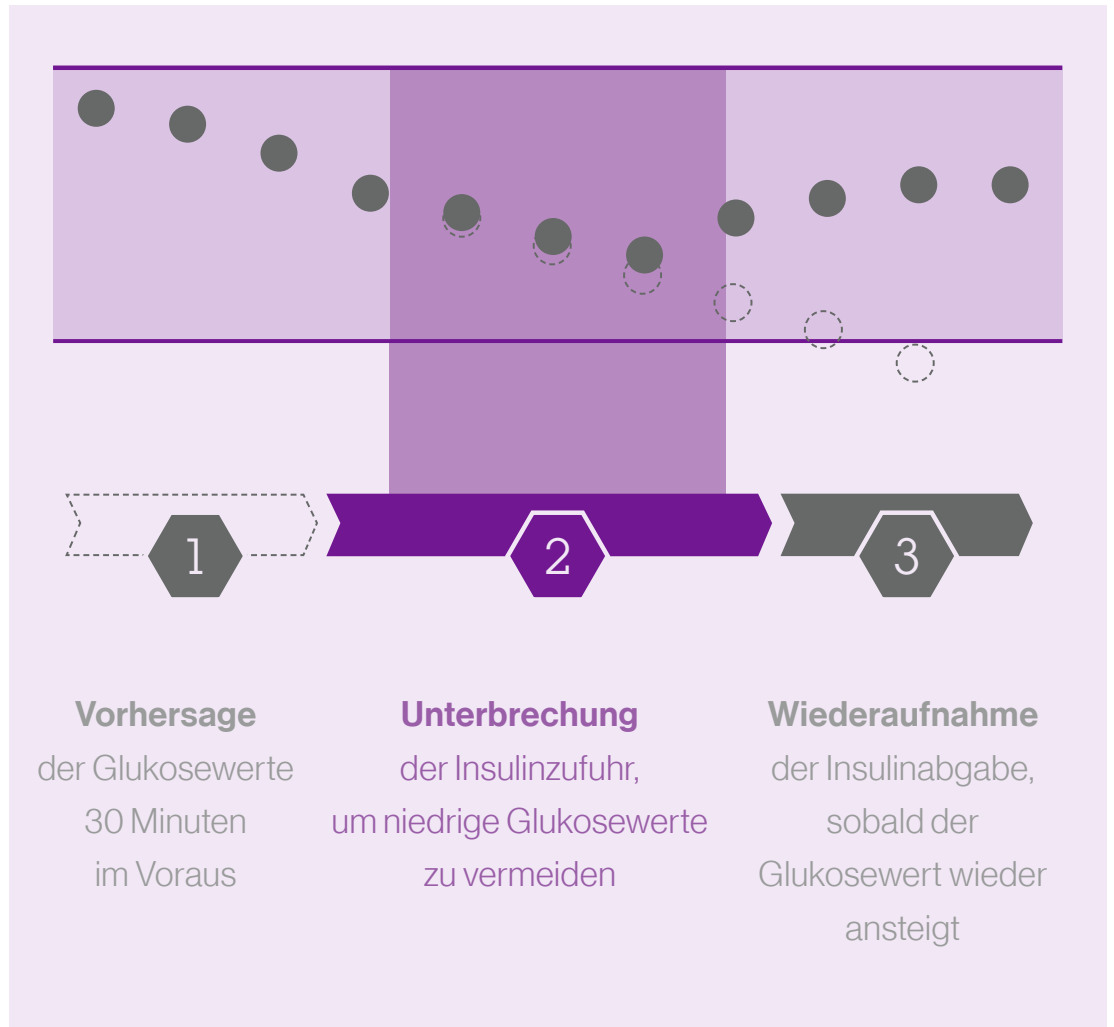 1
2
3
Vorhersage
der Glukosewerte
30 Minuten
im Voraus
Unterbrechung
der Insulinzufuhr,
um niedrige Glukosewerte
zu vermeiden
Wiederaufnahme
der Insulinabgabe,
sobald der
Glukosewert wieder
ansteigt